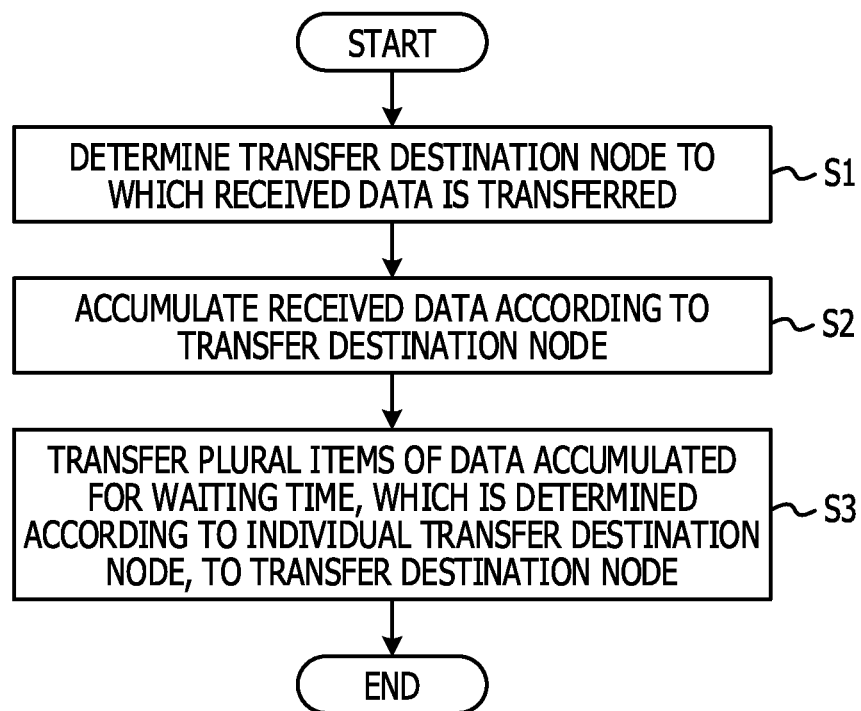 START
DETERMINE TRANSFER DESTINATION NODE TO
WHICH RECEIVED DATA IS TRANSFERRED
S1
ACCUMULATE RECEIVED DATA ACCORDING TO
TRANSFER DESTINATION NODE
S2
TRANSFER PLURAL ITEMS OF DATA ACCUMULATED
FOR WAITING TIME, WHICH IS DETERMINED
ACCORDING TO INDIVIDUAL TRANSFER DESTINATION
NODE, TO TRANSFER DESTINATION NODE
S3
END